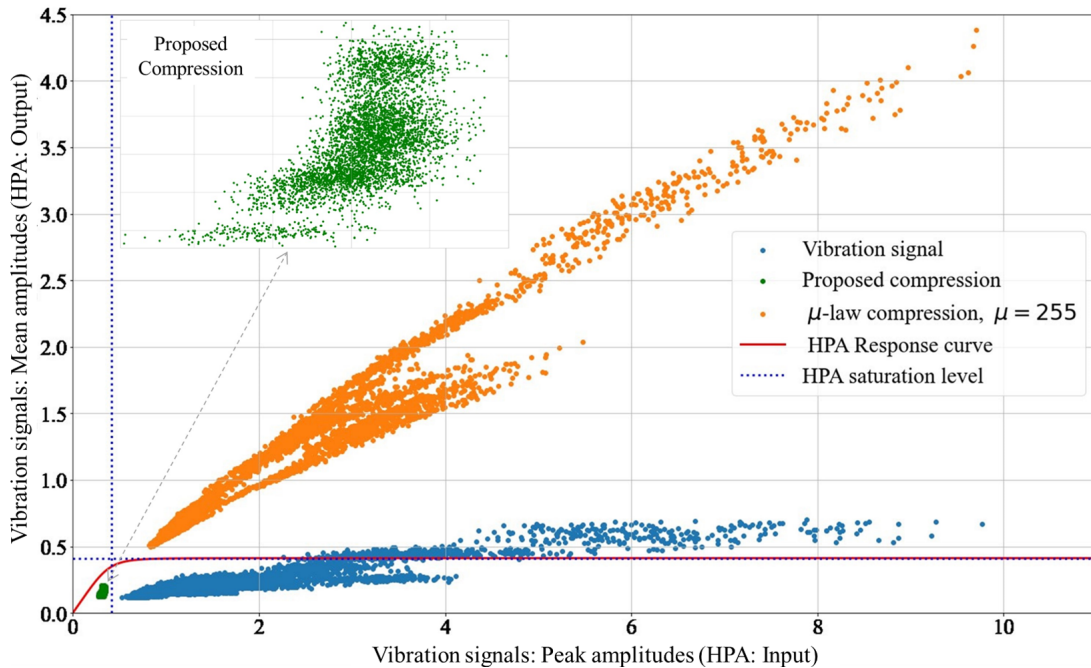 Vibration signals: Mean amplitudes (HPA: Output)
4.5
4.0
3.5
3.0
2.5
2.0
1.5
1.0
0.5
0.0
Proposed
Compression
Vibration signal
Proposed compression
μ-law compression, μ = 255
HPA Response curve
HPA saturation level
0 2 4 6 8 10
Vibration signals: Peak amplitudes (HPA: Input)